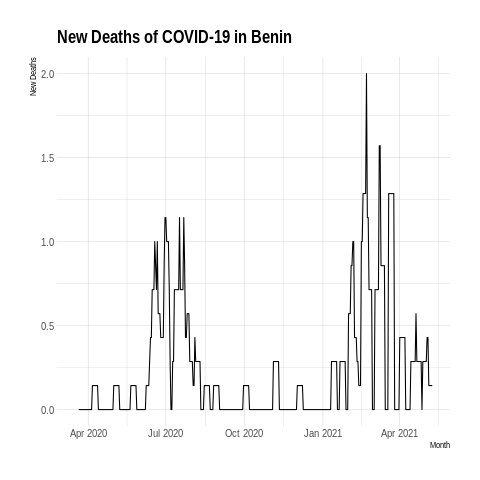 New Deaths of COVID-19 in Benin
New Deaths
2.0
1.5
1.0
0.5
0.0
Apr 2020 Jul 2020 Oct 2020 Jan 2021 Apr 2021
Month